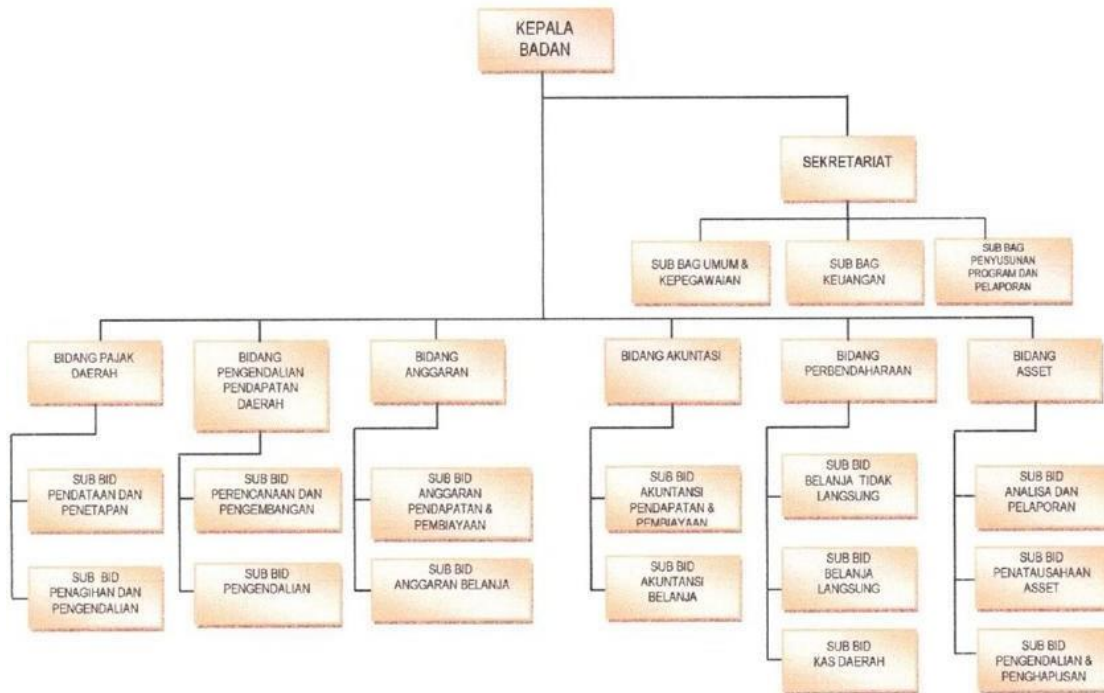 KEPALA
BADAN
SEKRETARIAT
SUB BAG UMUM &
KEPEGAWAIAN
SUB BAG
KEUANGAN
SUB BAG
PENYUSUNAN
PROGRAM DAN
PELAPORAN
BIDANG PAJAK
DAERAH
BIDANG
PENGENDALIAN
PENDAPATAN
DAERAH
BIDANG
ANGGARAN
BIDANG AKUNTASI
BIDANG
PERBENDAHARAAN
BIDANG
ASSET
SUB BID
PENDATAAN DAN
PENETAPAN
SUB BID
PERENCANAAN DAN
PENGEMBANGAN
SUB BID
ANGGARAN
PENDAPATAN &
PEMBIAYAAN
SUB BID
AKUNTANSI
PENDAPATAN &
PEMBIAYAAN
SUB BID
BELANJA TIDAK
LANGSUNG
SUB BID
ANALISA DAN
PELAPORAN
SUB BID
PENAGIHAN DAN
PENGENDALIAN
SUB BID
PENGENDALIAN
SUB BID
ANGGARAN BELANJA
SUB BID
AKUNTANSI
BELANJA
SUB BID
BELANJA
LANGSUNG
SUB BID
PENATAUSAHAAN
ASSET
SUB BID
KAS DAERAH
SUB BID
PENGENDALIAN &
PENGHAPUSAN